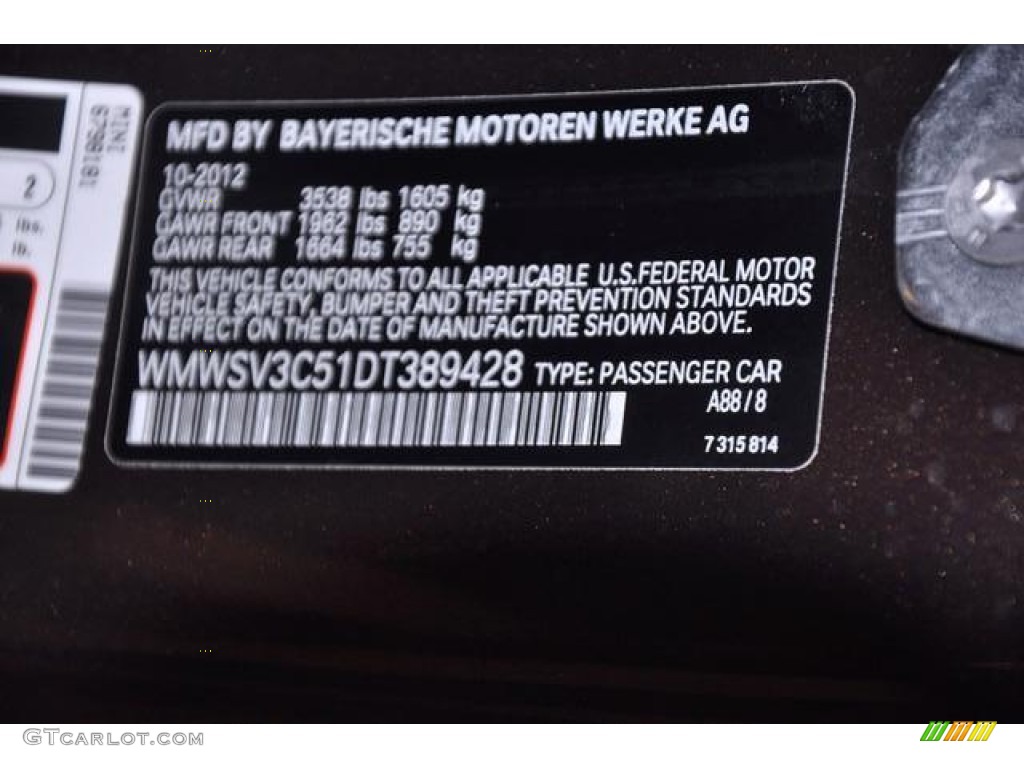 MFD BY BAYERISCHE MOTOREN WERKE AG
10-2012
GVWR 3538 lbs 1605 kg
GAWR FRONT 1962 lbs 890 kg
GAWR REAR 1664 lbs 755 kg
THIS VEHICLE CONFORMS TO ALL APPLICABLE U.S.FEDERAL MOTOR
VEHICLE SAFETY, BUMPER AND THEFT PREVENTION STANDARDS
IN EFFECT ON THE DATE OF MANUFACTURE SHOWN ABOVE.
WMWSV3C51DT389428 TYPE: PASSENGER CAR
A88 / 8
7 315 814
MINI
2
lbs.
lb.
GTCARLOT.COM